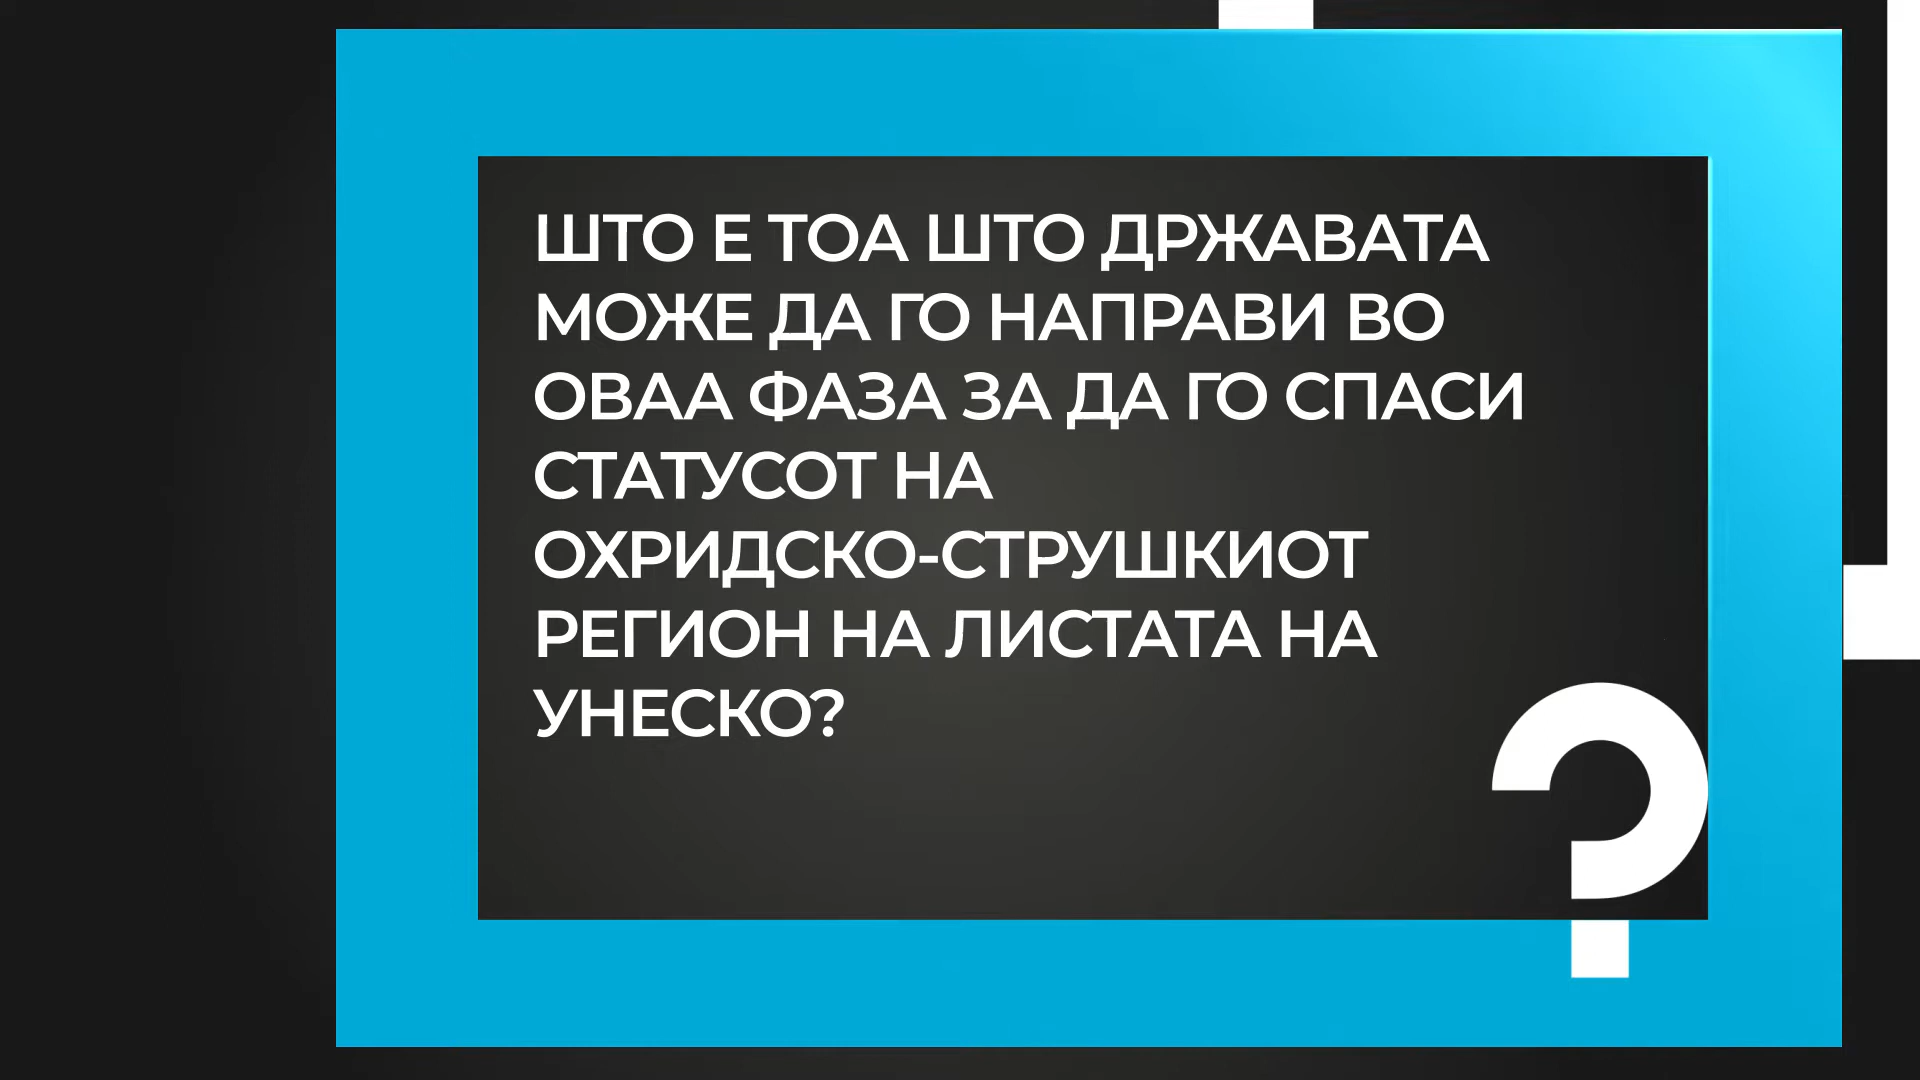 ШТО Е ТОА ШТО ДРЖАВАТА
МОЖЕ ДА ГО НАПРАВИ ВО
ОВАА ФАЗА ЗА ДА ГО СПАСИ
СТАТУСОТ НА
ОХРИДСКО-СТРУШКИОТ
РЕГИОН НА ЛИСТАТА НА
УНЕСКО?
?